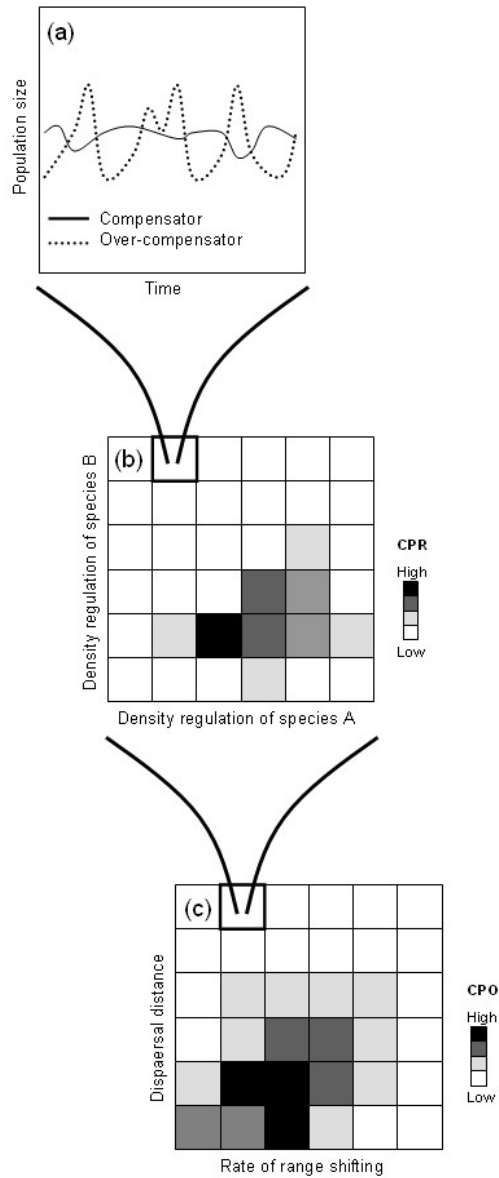 (a)
Population size
Compensator
Over-compensator
Time
(b)
Density regulation of species B
Density regulation of species A
CPR
High
Low
(c)
Dispaersal distance
Rate of range shifting
CPO
High
Low